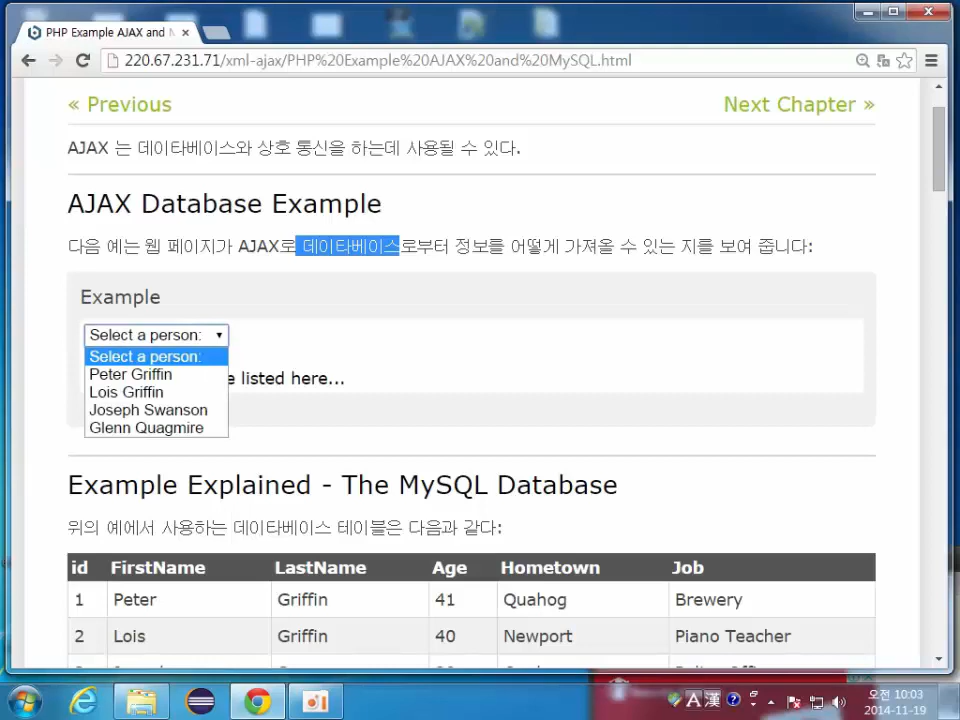 PHP Example AJAX and M
220.67.231.71/xml-ajax/PHP%20Example%20AJAX%20and%20MySQL.html
« Previous
Next Chapter »
AJAX 는 데이타베이스와 상호 통신을 하는데 사용될 수 있다.
AJAX Database Example
다음 예는 웹 페이지가 AJAX로 데이타베이스로부터 정보를 어떻게 가져올 수 있는 지를 보여 줍니다:
Example
Select a person:
Select a person:
Peter Griffin
listed here...
Lois Griffin
Joseph Swanson
Glenn Quagmire
Example Explained - The MySQL Database
위의 예에서 사용하는 데이타베이스 테이블은 다음과 같다:
id FirstName LastName Age Hometown Job
1 Peter Griffin 41 Quahog Brewery
2 Lois Griffin 40 Newport Piano Teacher
A 漢
오전 10:03
2014-11-19